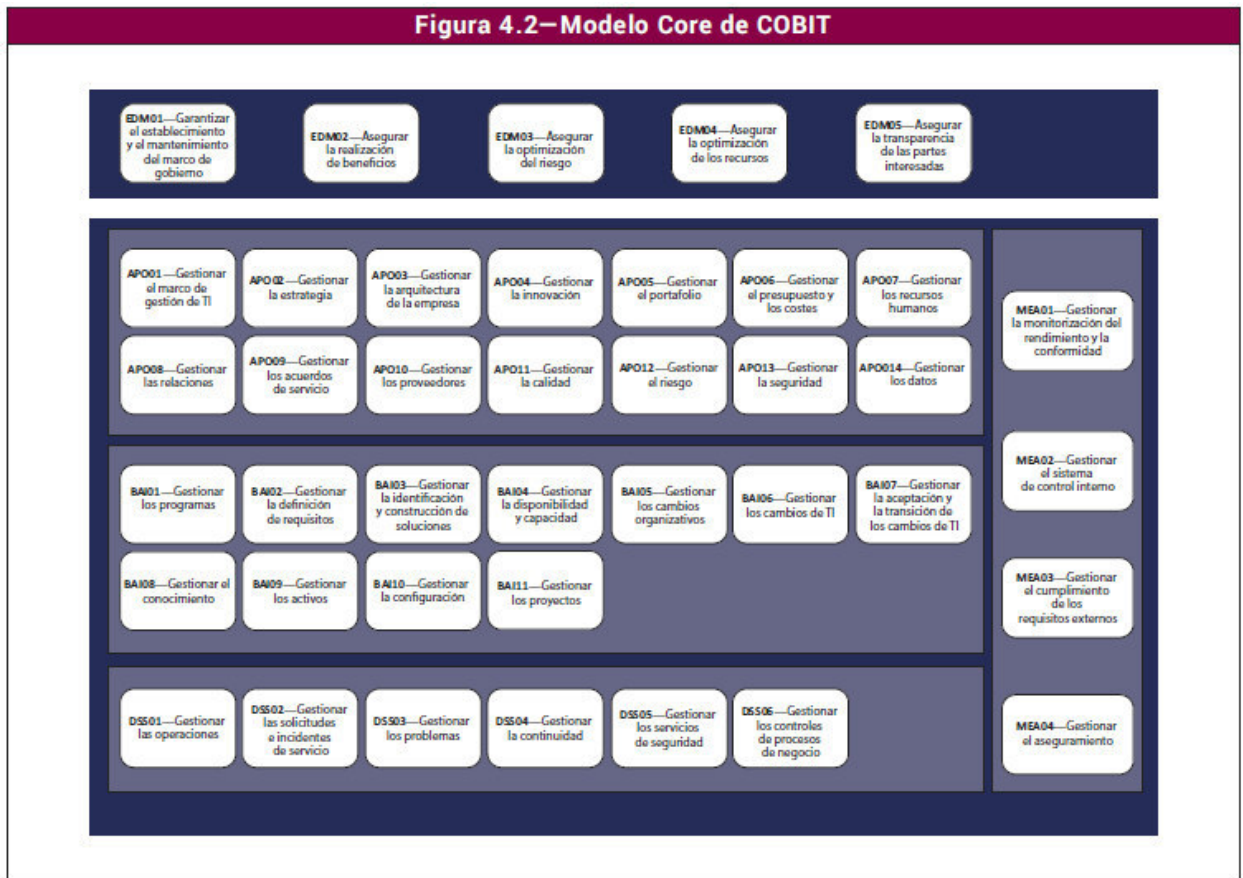 Figura 4.2—Modelo Core de COBIT
EDM01—Garantizar
el establecimiento
y el mantenimiento
del marco de
gobierno
EDM02—Asegurar
la realización
de beneficios
EDM03—Asegurar
la optimización
del riesgo
EDM04—Asegurar
la optimización
de los recursos
EDM05—Asegurar
la transparencia
de las partes
interesadas
APO01—Gestionar
el marco de
gestión de TI
APO02—Gestionar
la estrategia
APO03—Gestionar
la arquitectura
de la empresa
APO04—Gestionar
la innovación
APO05—Gestionar
el portafolio
APO06—Gestionar
el presupuesto y
los costes
APO07—Gestionar
los recursos
humanos
APO08—Gestionar
las relaciones
APO09—Gestionar
los acuerdos
de servicio
APO10—Gestionar
los proveedores
APO11—Gestionar
la calidad
APO12—Gestionar
el riesgo
APO13—Gestionar
la seguridad
APO014—Gestionar
los datos
BAI01—Gestionar
los programas
BAI02—Gestionar
la definición
de requisitos
BAI03—Gestionar
la identificación
y construcción de
soluciones
BAI04—Gestionar
la disponibilidad
y capacidad
BAI05—Gestionar
los cambios
organizativos
BAI06—Gestionar
los cambios de TI
BAI07—Gestionar
la aceptación y
la transición de
los cambios de TI
BAI08—Gestionar el
conocimiento
BAI09—Gestionar
los activos
BAI10—Gestionar
la configuración
BAI11—Gestionar
los proyectos
DSS01—Gestionar
las operaciones
DSS02—Gestionar
las solicitudes
e incidentes
de servicio
DSS03—Gestionar
los problemas
DSS04—Gestionar
la continuidad
DSS05—Gestionar
los servicios
de seguridad
DSS06—Gestionar
los controles
de procesos
de negocio
MEA01—Gestionar
la monitorización del
rendimiento y la
conformidad
MEA02—Gestionar
el sistema
de control interno
MEA03—Gestionar
el cumplimiento
de los
requisitos externos
MEA04—Gestionar
el aseguramiento